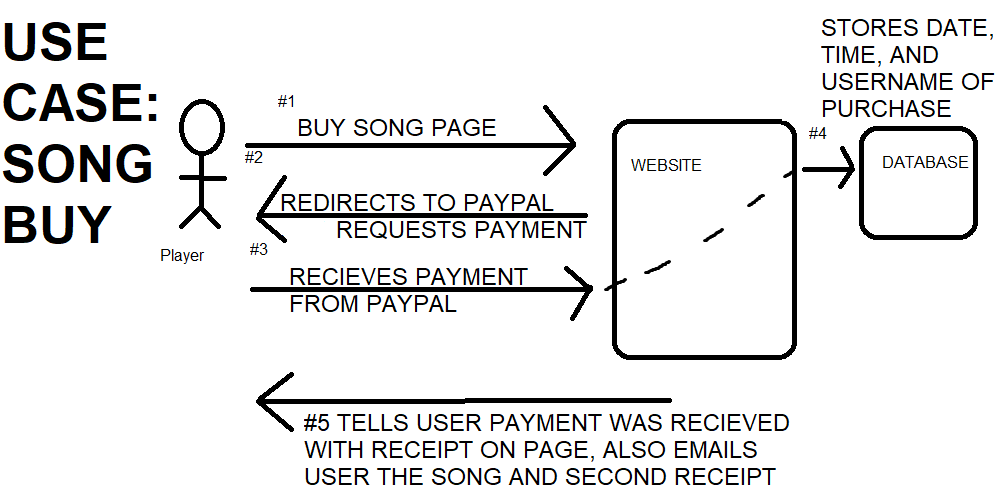 USE
CASE:
SONG
BUY
#1
BUY SONG PAGE
#2
REDIRECTS TO PAYPAL
REQUESTS PAYMENT
Player
#3
RECIEVES PAYMENT
FROM PAYPAL
WEBSITE
STORES DATE,
TIME, AND
USERNAME OF
PURCHASE
#4
DATABASE
#5 TELLS USER PAYMENT WAS RECIEVED
WITH RECEIPT ON PAGE, ALSO EMAILS
USER THE SONG AND SECOND RECEIPT